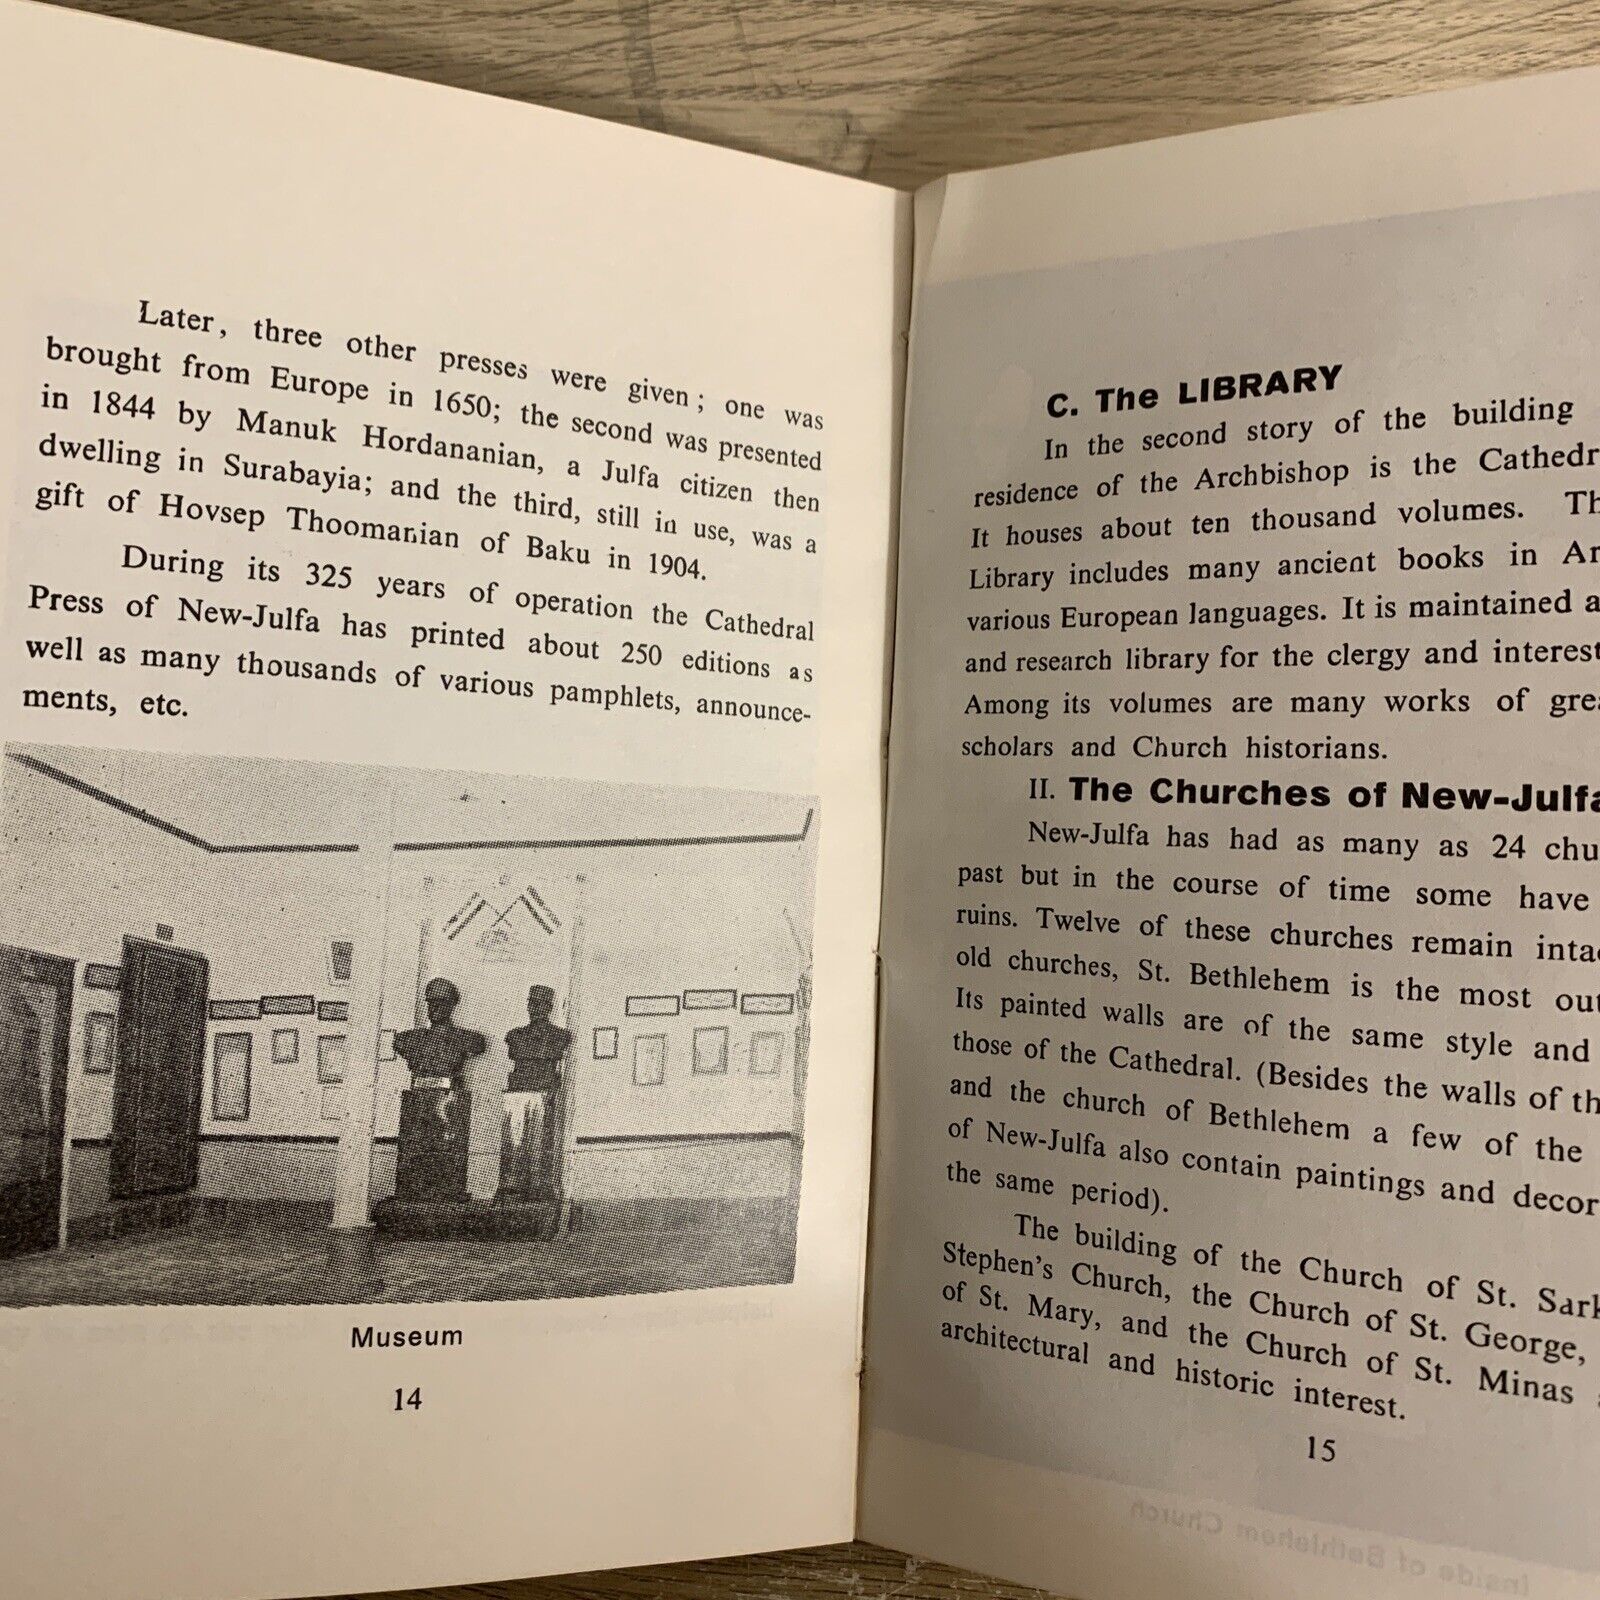 Later, three other presses were given; one was
brought from Europe in 1650; the second was presented
in 1844 by Manuk Hordananian, a Julfa citizen then
dwelling in Surabayia; and the third, still in use, was a
gift of Hovsep Thoomanian of Baku in 1904.
During its 325 years of operation the Cathedral
Press of New-Julfa has printed about 250 editions as
well as many thousands of various pamphlets, announce-
ments, etc.
Museum
14
C. The LIBRARY
In the second story of the building
residence of the Archbishop is the
It houses about ten thousand volumes.
Library includes many ancient books in
various European languages. It is maintained
and research library for the clergy and
Among its volumes are many works of
scholars and Church historians.
II. The Churches of New-Julfa
New-Julfa has had as many as 24
past but in the course of time some have
ruins. Twelve of these churches remain
old churches, St. Bethlehem is the most
Its painted walls are of the same style and
those of the Cathedral. (Besides the walls of
and the church of Bethlehem a few of the
of New-Julfa also contain paintings and
the same period).
The building of the Church of St.
Stephen's Church, the Church of St. George,
of St. Mary, and the Church of St. Minas
architectural and historic interest.
15
Inside of Bethlehem Church